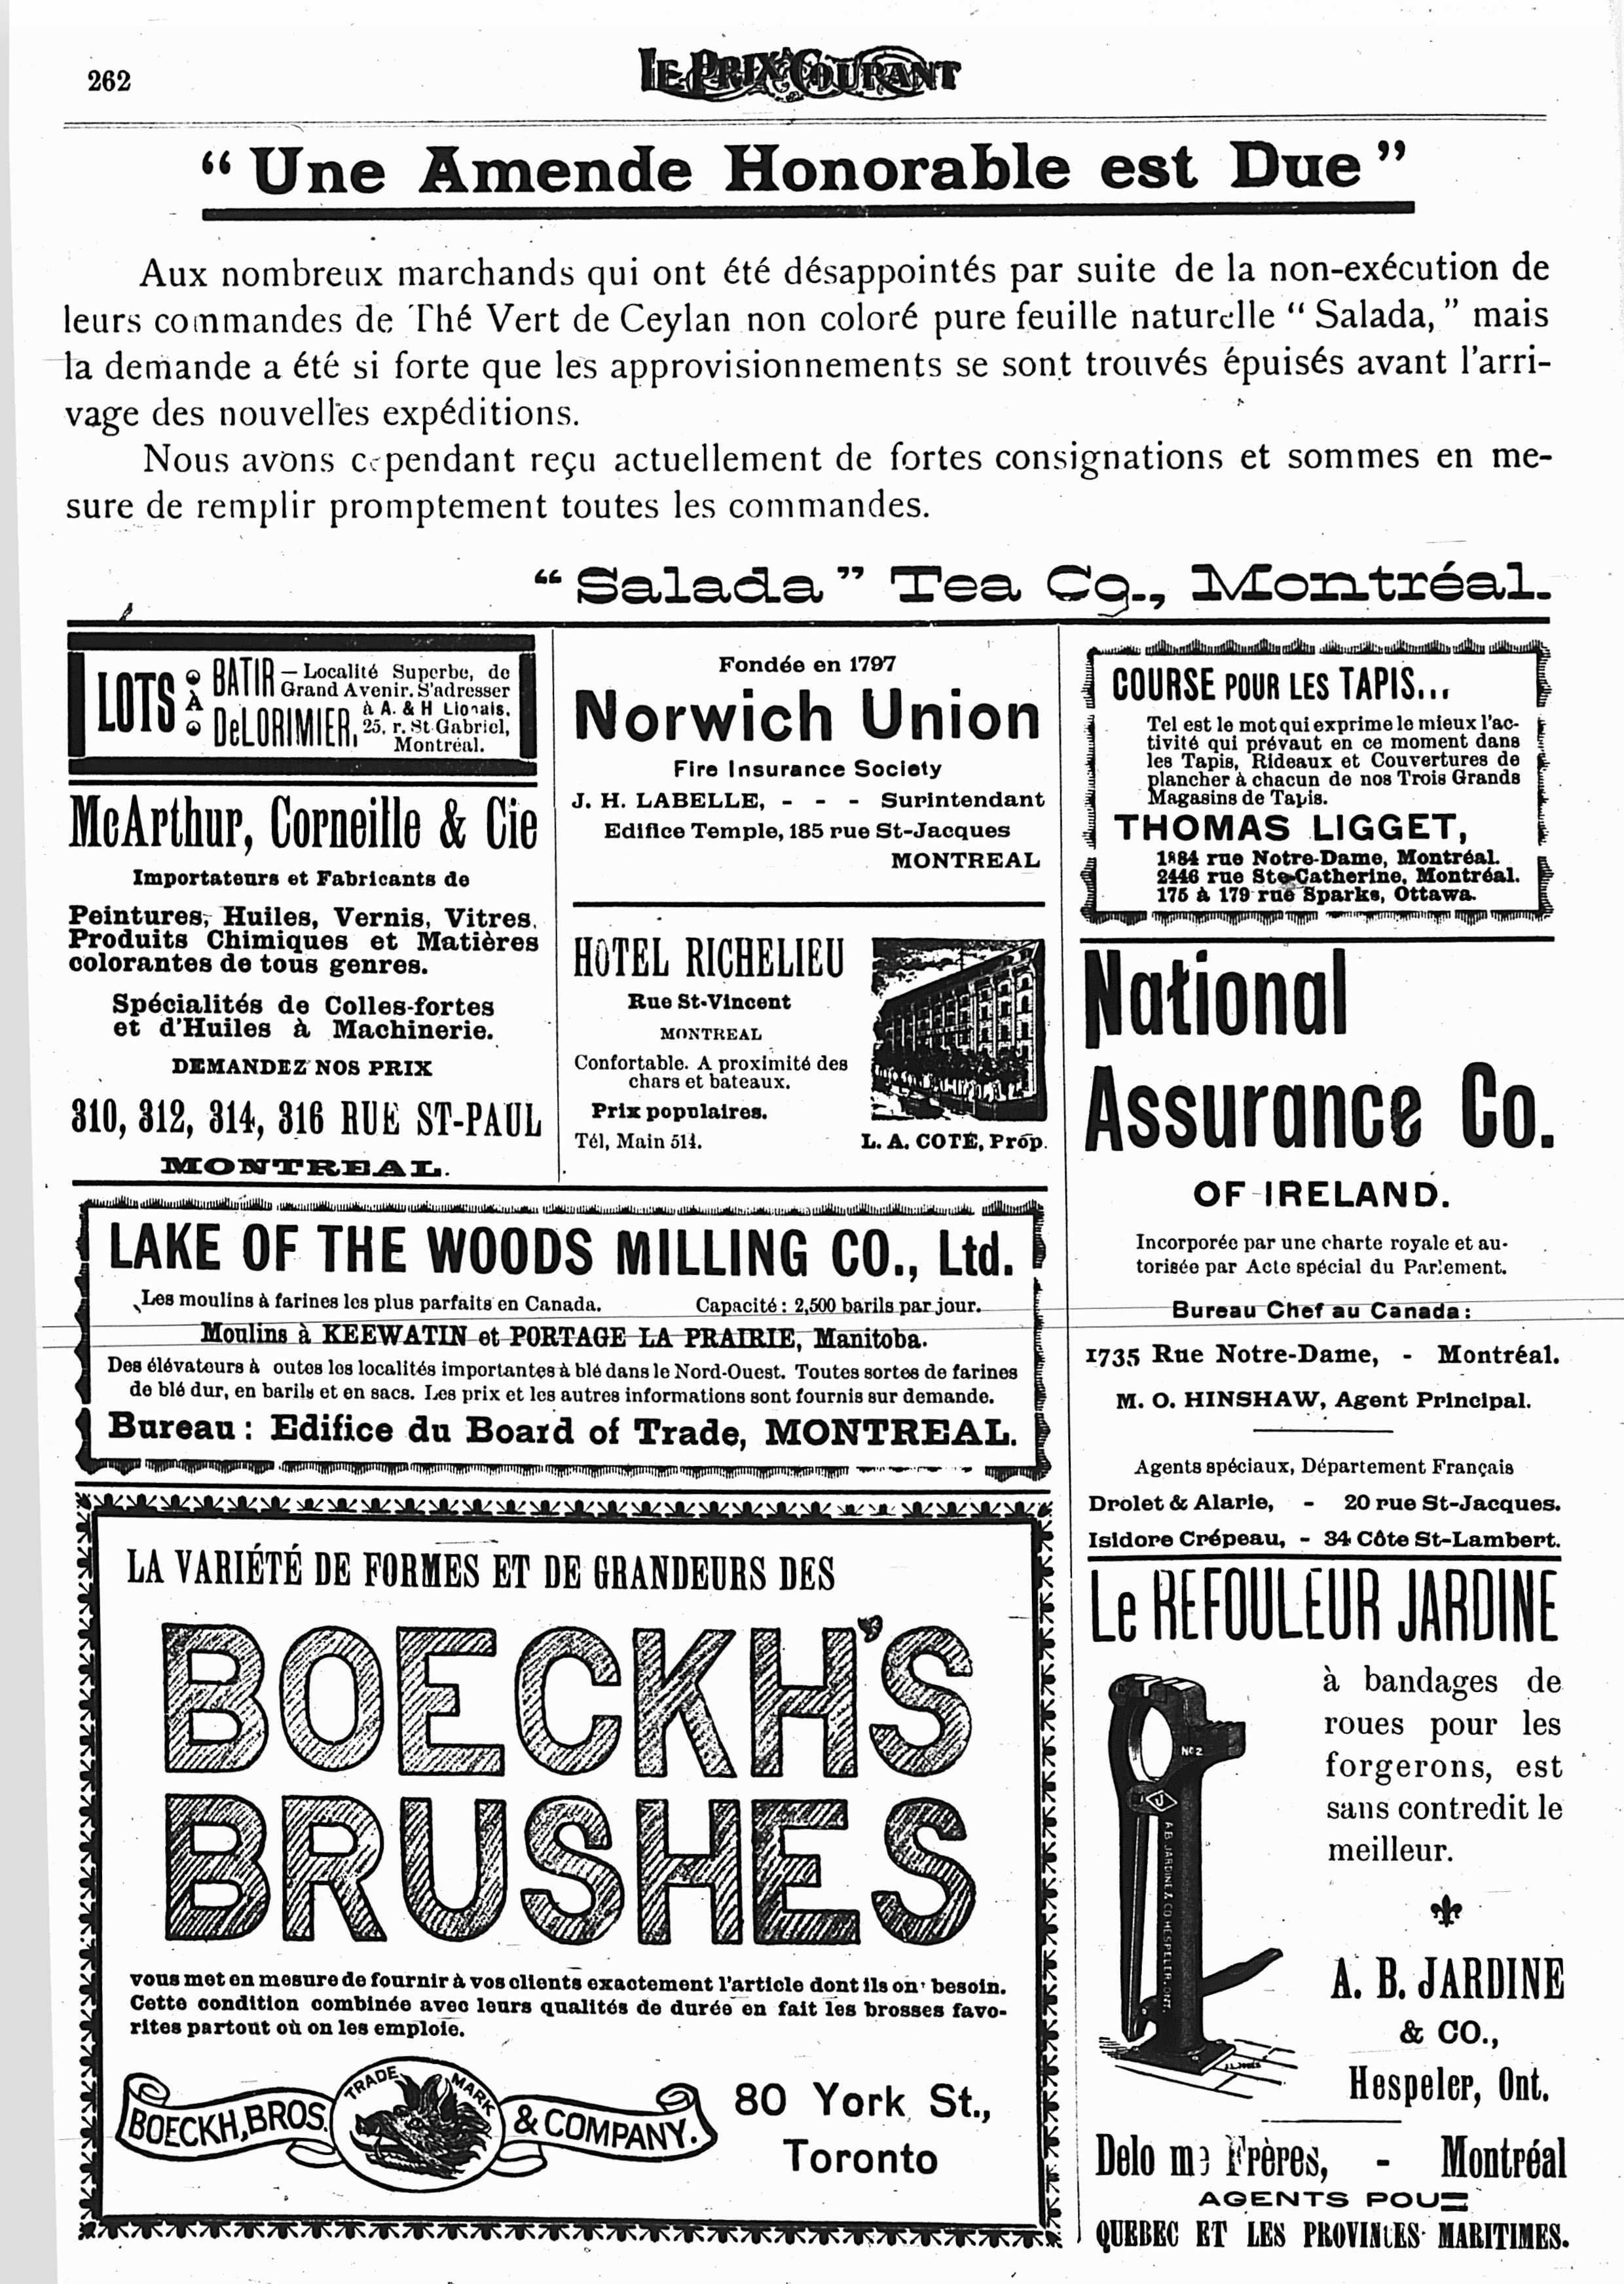 262
LE PRIX COURANT
“ Une Amende Honorable est Due ”
Aux nombreux marchands qui ont été désappointés par suite de la non-exécution de
leurs commandes de Thé Vert de Ceylan non coloré pure feuille naturelle “ Salada, ” mais
la demande a été si forte que les approvisionnements se sont trouvés épuisés avant l'arri-
vage des nouvelles expéditions.
Nous avons cependant reçu actuellement de fortes consignations et sommes en me-
sure de remplir promptement toutes les commandes.
“ Salada ” Tea Co., Montréal.
LOTS À BATIR — Localité Superbe, de
Grand Avenir. S'adresser
à A. & H Lionais,
DeLORIMIER, 25, r. St-Gabriel,
Montréal.
McArthur, Corneille & Cie
Importateurs et Fabricants de
Peintures, Huiles, Vernis, Vitres,
Produits Chimiques et Matières
colorantes de tous genres.
Spécialités de Colles-fortes
et d'Huiles à Machinerie.
DEMANDEZ NOS PRIX
310, 312, 314, 316 RUE ST-PAUL
MONTREAL.
Fondée en 1797
Norwich Union
Fire Insurance Society
J. H. LABELLE, - - - Surintendant
Edifice Temple, 185 rue St-Jacques
MONTREAL
HOTEL RICHELIEU
Rue St-Vincent
MONTREAL
Confortable. A proximité des
chars et bateaux.
Prix populaires.
Tél, Main 514.
L. A. COTÉ, Prop.
COURSE POUR LES TAPIS...
Tel est le mot qui exprime le mieux l'ac-
tivité qui prévaut en ce moment dans
les Tapis, Rideaux et Couvertures de
plancher à chacun de nos Trois Grands
Magasins de Tapis.
THOMAS LIGGET,
1884 rue Notre-Dame, Montréal.
2446 rue Ste-Catherine, Montréal.
175 à 179 rue Sparks, Ottawa.
National
Assurance Co.
OF IRELAND.
Incorporée par une charte royale et au-
torisée par Acte spécial du Parlement.
Bureau Chef au Canada :
1735 Rue Notre-Dame, - Montréal.
M. O. HINSHAW, Agent Principal.
Agents spéciaux, Département Français
Drolet & Alarie, - 20 rue St-Jacques.
Isidore Crépeau, - 34 Côte St-Lambert.
LAKE OF THE WOODS MILLING CO., Ltd.
Les moulins à farines les plus parfaits en Canada. Capacité : 2,500 barils par jour.
Moulins à KEEWATIN et PORTAGE LA PRAIRIE, Manitoba.
Des élévateurs à outes les localités importantes à blé dans le Nord-Ouest. Toutes sortes de farines
de blé dur, en barils et en sacs. Les prix et les autres informations sont fournis sur demande.
Bureau : Edifice du Board of Trade, MONTREAL.
LA VARIÉTÉ DE FORMES ET DE GRANDEURS DES
BOECKH'S
BRUSHES
vous met en mesure de fournir à vos clients exactement l'article dont ils on' besoin.
Cette condition combinée avec leurs qualités de durée en fait les brosses favo-
rites partout où on les emploie.
BOECKH, BROS. TRADE MARK & COMPANY.
80 York St.,
Toronto
Le REFOULEUR JARDINE
à bandages de
roues pour les
forgerons, est
sans contredit le
meilleur.
No 2
J
A.B. JARDINE & CO HESPELER. ONT.
J.L. JONES
A. B. JARDINE
& CO.,
Hespeler, Ont.
Delo me Frères, - Montréal
AGENTS POUR
QUEBEC ET LES PROVINCES MARITIMES.